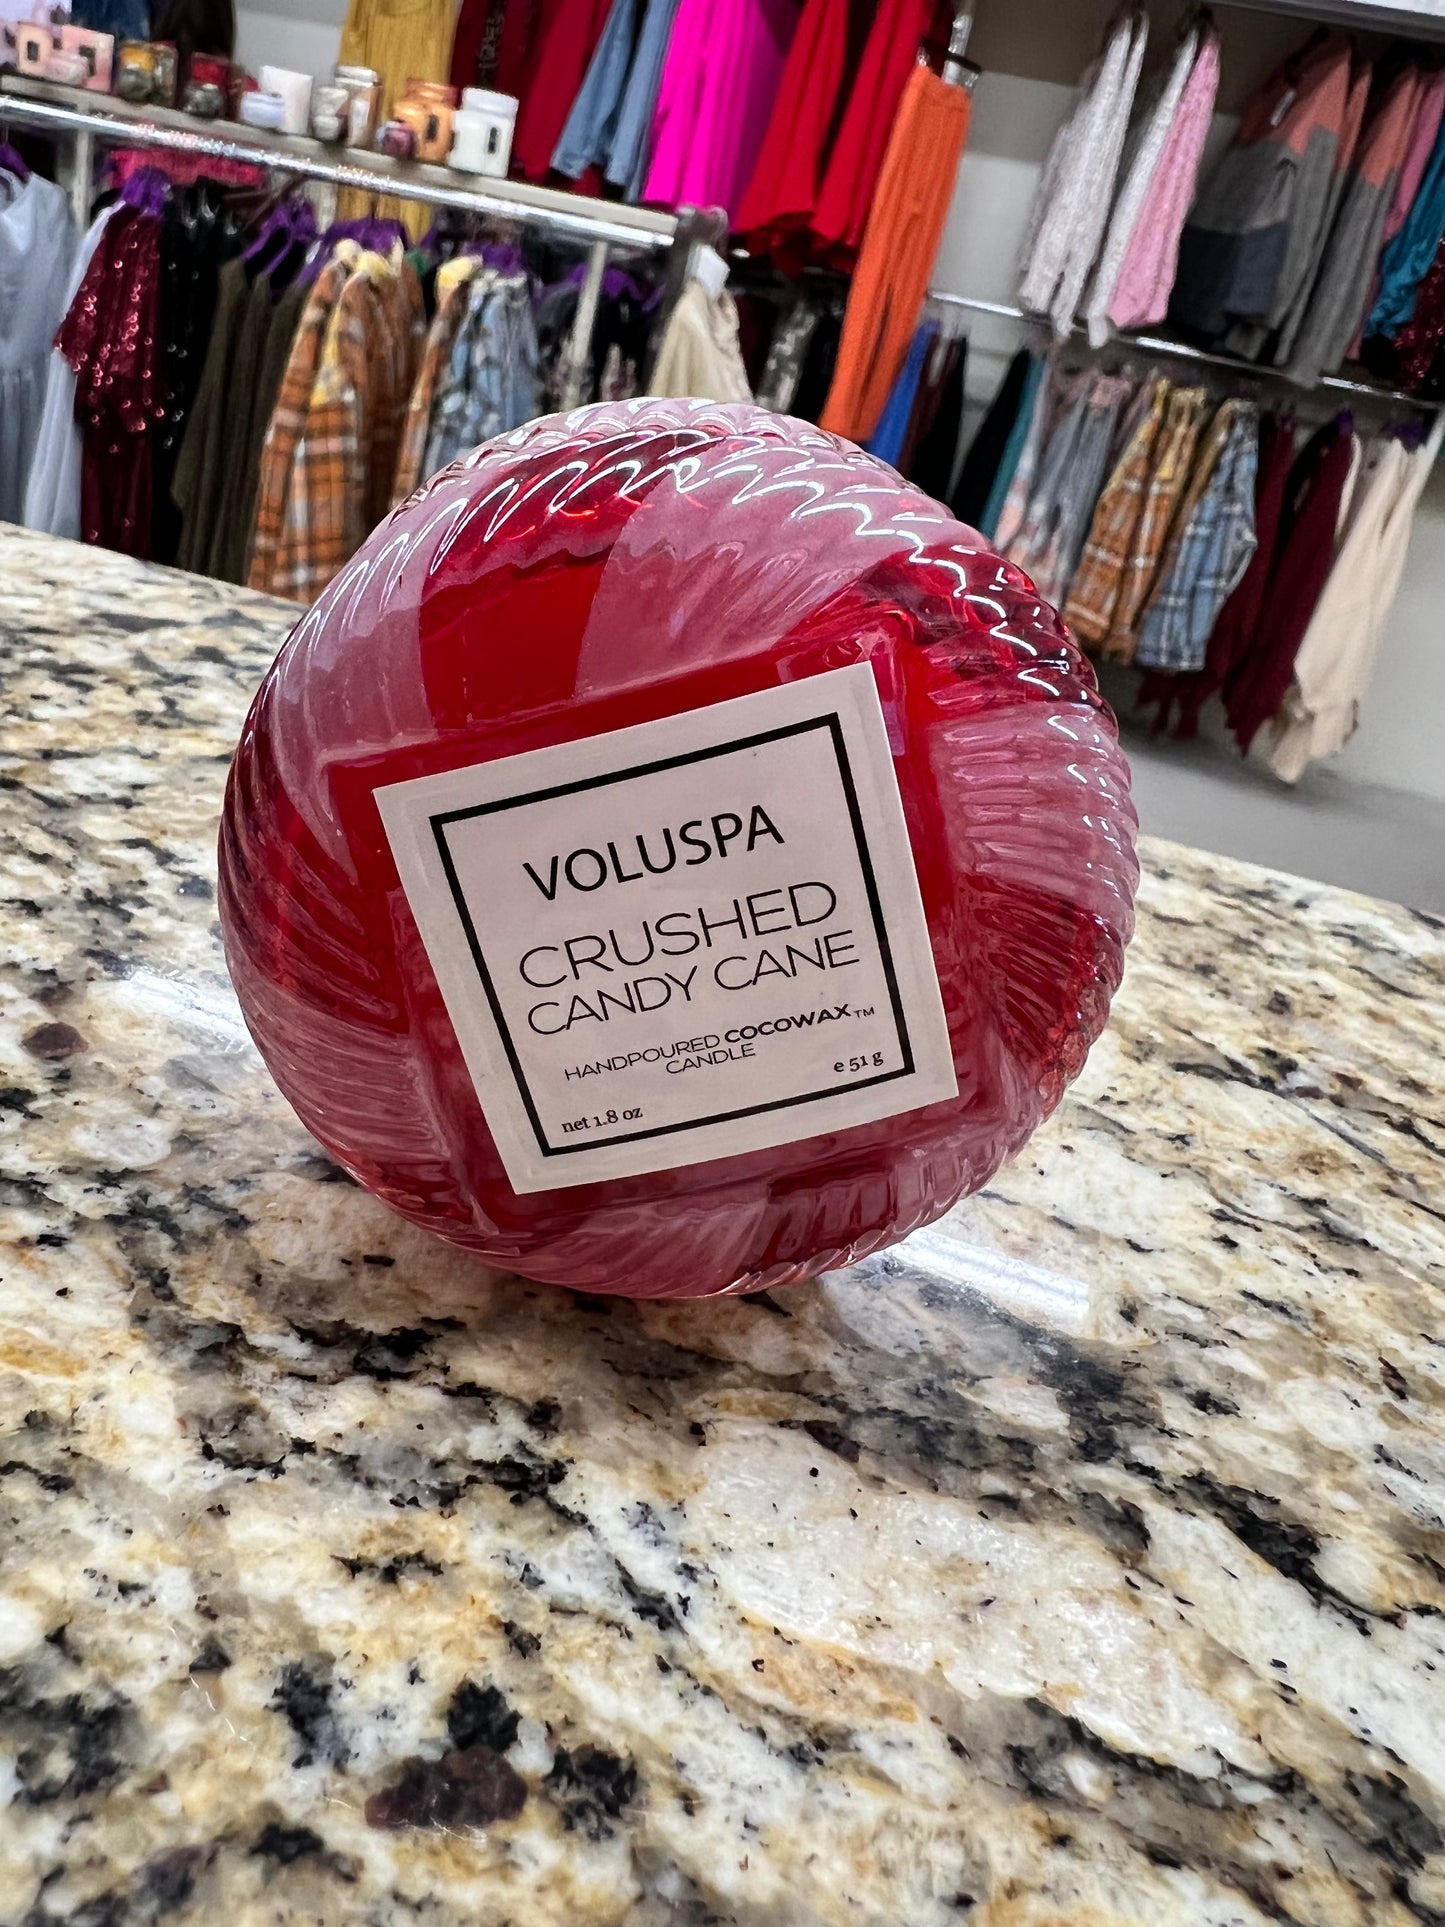 VOLUSPA
CRUSHED
CANDY CANE
HANDPOURED COCOWAX™
CANDLE
net 1.8 oz e 51 g